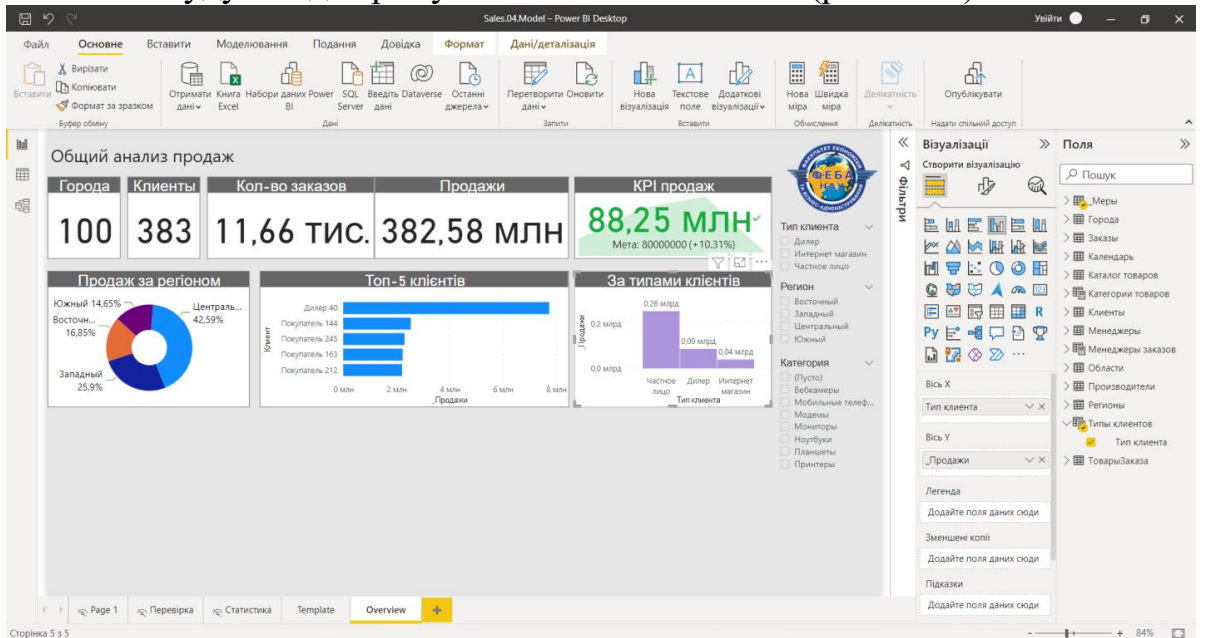 Sales.04.Model – Power BI Desktop
Увійти
Файл Основне Вставити Моделювання Подання Довідка Формат Дані/деталізація
Вставити
Вирізати
Копіювати
Формат за зразком
Буфер обміну
Отримати дані
Книга Excel
Набори даних Power BI
SQL Server
Введіть дані
Dataverse
Останні джерела
Дані
Перетворити дані
Оновити
Запити
Нова візуалізація
Текстове поле
Додаткові візуалізації
Вставити
Нова міра
Швидка міра
Обчислення
Делікатність
Делікатність
Опублікувати
Надати спільний доступ
Общий анализ продаж
Города
100
Клиенты
383
Кол-во заказов
11,66 тис.
Продажи
382,58 млн
KPI продаж
88,25 млн
Мета: 80000000 (+10.31%)
ФЕБА
НАУ
Продаж за регіоном
Южный 14,65%
Восточн...
16,85%
Западный
25,9%
Централь...
42,59%
Топ-5 клієнтів
Клиент
Дилер 40
Покупатель 144
Покупатель 245
Покупатель 163
Покупатель 212
0 млн 2 млн 4 млн 6 млн 8 млн
_Продажи
За типами клієнтів
_Продажи
0,2 млрд
0,0 млрд
0,26 млрд
0,09 млрд
0,04 млрд
Частное лицо
Дилер
Интернет магазин
Тип клиента
Тип клиента
Дилер
Интернет магазин
Частное лицо
Регион
Восточный
Западный
Центральный
Южный
Категория
(Пусто)
Вебкамеры
Мобильные телеф...
Модемы
Мониторы
Ноутбуки
Планшеты
Принтеры
Фільтри
Візуалізації
Створити візуалізацію
123
R
Py
Вісь X
Тип клиента
Вісь Y
_Продажи
Легенда
Додайте поля даних сюди
Зменшені копії
Додайте поля даних сюди
Підказки
Додайте поля даних сюди
Поля
Пошук
_Меры
Города
Заказы
Календарь
Каталог товаров
Категории товаров
Клиенты
Менеджеры
Менеджеры заказов
Области
Производители
Регионы
Типы клиентов
Тип клиента
ТоварыЗаказа
Page 1 Перевірка Статистика Template Overview +
Сторінка 5 з 5
84%